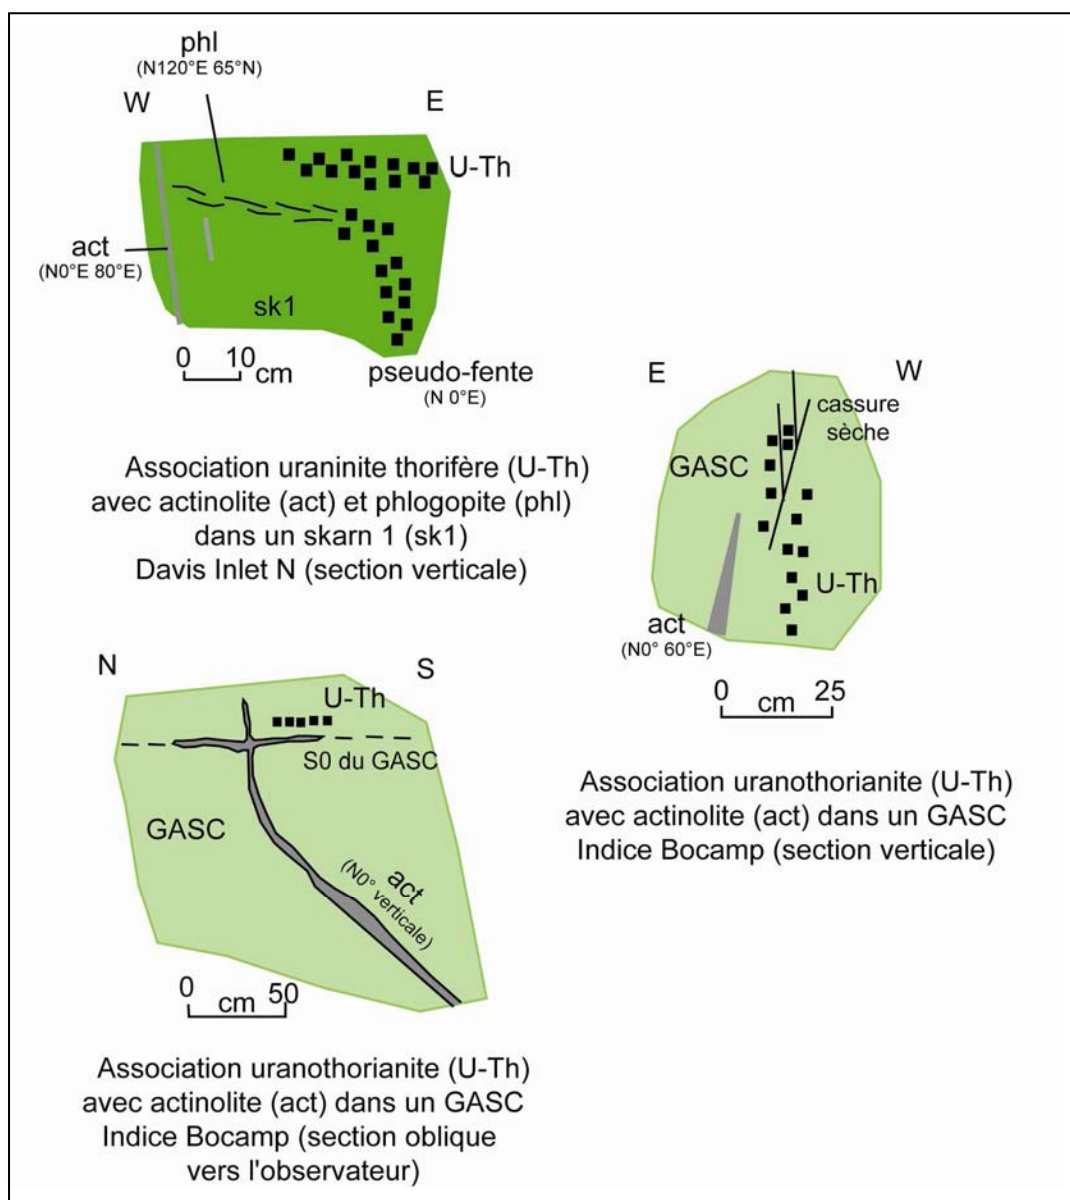 phl
(N120°E 65°N)
W
E
U-Th
act
(N0°E 80°E)
sk1
0 10
cm
pseudo-fente
(N 0°E)
Association uraninite thorifère (U-Th)
avec actinolite (act) et phlogopite (phl)
dans un skarn 1 (sk1)
Davis Inlet N (section verticale)
E
W
cassure
sèche
GASC
U-Th
act
(N0° 60°E)
0 cm 25
Association uranothorianite (U-Th)
avec actinolite (act) dans un GASC
Indice Bocamp (section verticale)
N
S
U-Th
S0 du GASC
GASC
act
(N0° verticale)
0 cm 50
Association uranothorianite (U-Th)
avec actinolite (act) dans un GASC
Indice Bocamp (section oblique
vers l'observateur)